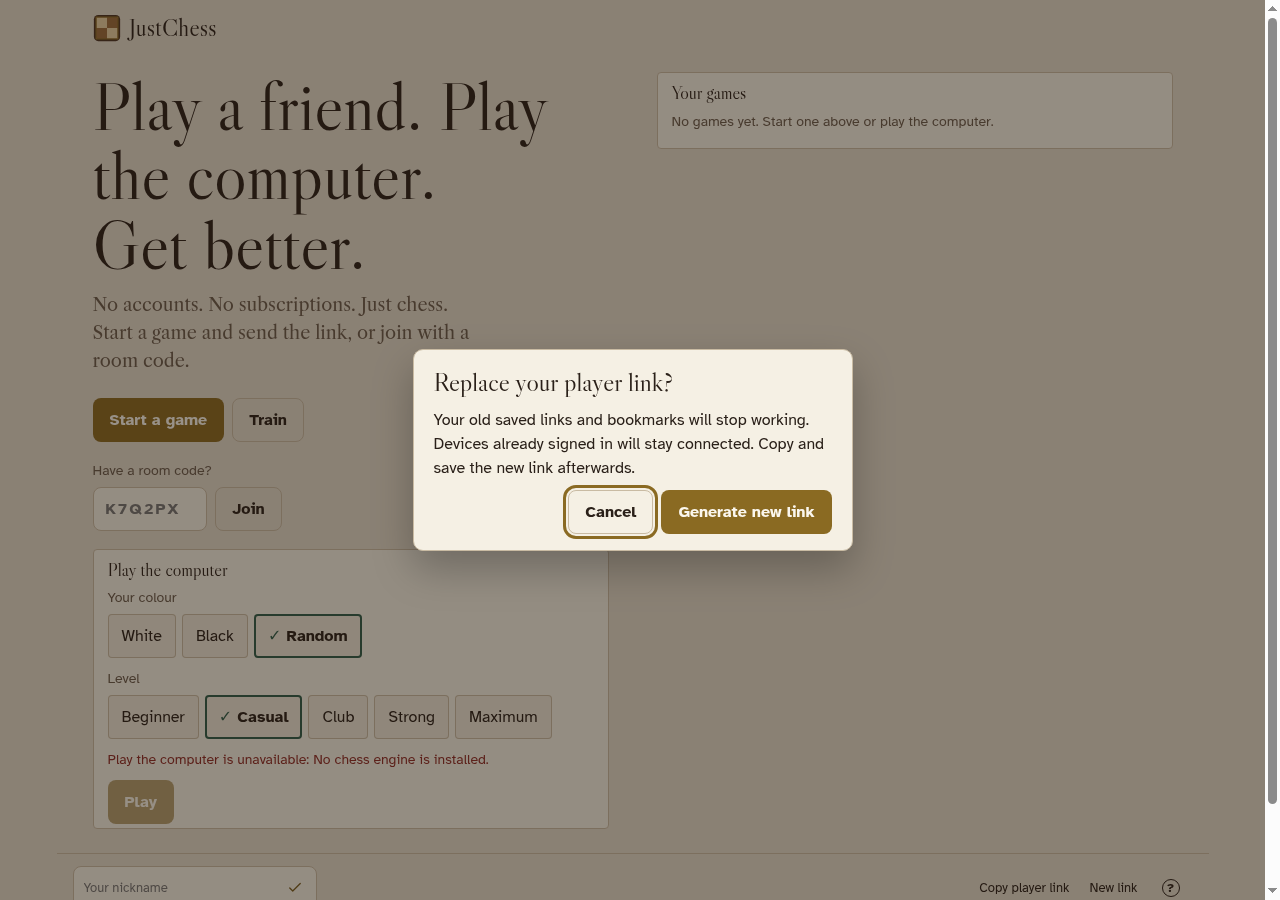 JustChess
Play a friend. Play
the computer.
Get better.
No accounts. No subscriptions. Just chess.
Start a game and send the link, or join with a
room code.
Start a game
Train
Have a room code?
K7Q2PX
Join
Play the computer
Your colour
White
Black
✓ Random
Level
Beginner
✓ Casual
Club
Strong
Maximum
Play the computer is unavailable: No chess engine is installed.
Play
Your games
No games yet. Start one above or play the computer.
Replace your player link?
Your old saved links and bookmarks will stop working.
Devices already signed in will stay connected. Copy and
save the new link afterwards.
Cancel
Generate new link
Your nickname
Copy player link
New link
?